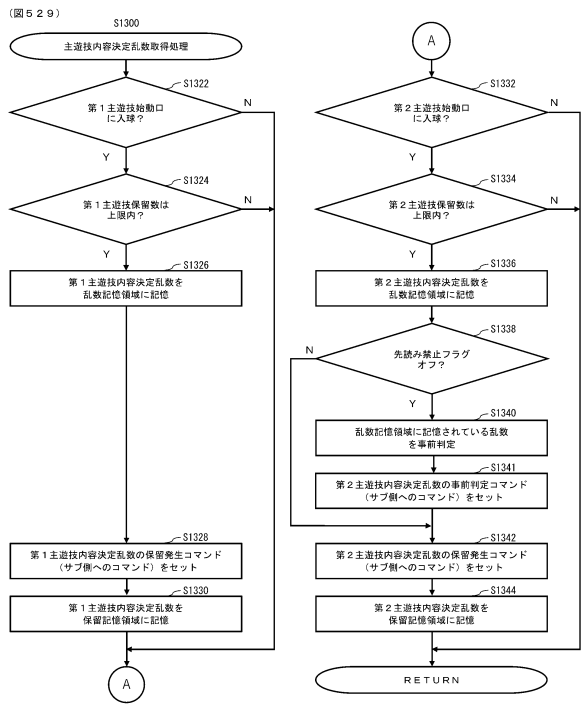 (図529)
S1300
主遊技内容決定乱数取得処理
S1322
第1主遊技始動口
に入球?
N
Y
S1324
第1主遊技保留数は
上限内?
N
Y
S1326
第1主遊技内容決定乱数を
乱数記憶領域に記憶
S1328
第1主遊技内容決定乱数の保留発生コマンド
(サブ側へのコマンド)をセット
S1330
第1主遊技内容決定乱数を
保留記憶領域に記憶
A
A
S1332
第2主遊技始動口
に入球?
N
Y
S1334
第2主遊技保留数は
上限内?
N
Y
S1336
第2主遊技内容決定乱数を
乱数記憶領域に記憶
S1338
先読み禁止フラグ
オフ?
N
Y
S1340
乱数記憶領域に記憶されている乱数
を事前判定
S1341
第2主遊技内容決定乱数の事前判定コマンド
(サブ側へのコマンド)をセット
S1342
第2主遊技内容決定乱数の保留発生コマンド
(サブ側へのコマンド)をセット
S1344
第2主遊技内容決定乱数を
保留記憶領域に記憶
RETURN